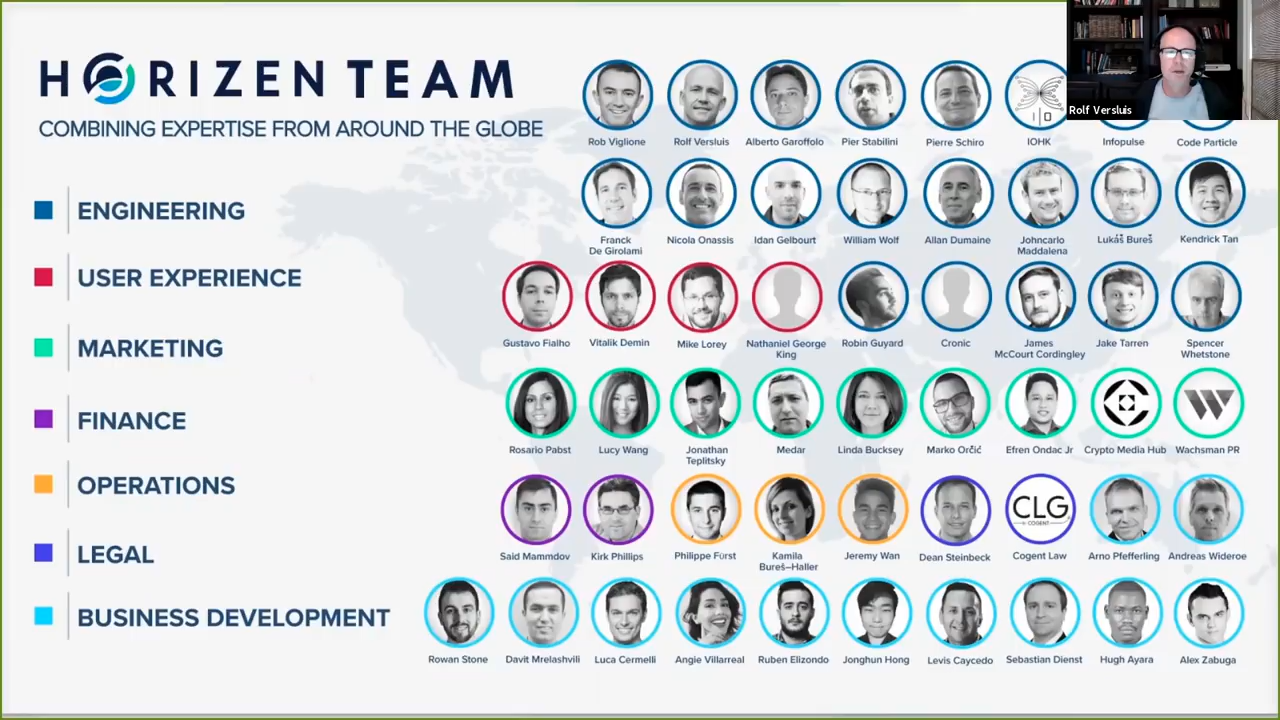 HORIZEN TEAM
COMBINING EXPERTISE FROM AROUND THE GLOBE
Rolf Versluis
Rob Viglione Rolf Versluis Alberto Garoffolo Pier Stabilini Pierre Schiro IOHK Infopulse Code Particle
IO
ENGINEERING
Franck Nicola Onassis Idan Gelbourt William Wolf Allan Dumaine Johncarlo Lukáš Bureš Kendrick Tan
De Girolami Maddalena
USER EXPERIENCE
Gustavo Fialho Vitalik Demin Mike Lorey Nathaniel George Robin Guyard Cronic James Jake Tarren Spencer
King McCourt Cordingley Whetstone
MARKETING
Rosario Pabst Lucy Wang Jonathan Medar Linda Bucksey Marko Orčić Efren Ondac Jr Crypto Media Hub Wachsman PR
Teplitsky
FINANCE
OPERATIONS
CLG
COGENT
Said Mammdov Kirk Phillips Philippe Fürst Kamila Jeremy Wan Dean Steinbeck Cogent Law Arno Pfefferling Andreas Wideroe
Bureš–Haller
LEGAL
BUSINESS DEVELOPMENT
Rowan Stone Davit Mrelashvili Luca Cermelli Angie Villarreal Ruben Elizondo Jonghun Hong Levis Caycedo Sebastian Dienst Hugh Ayara Alex Zabuga